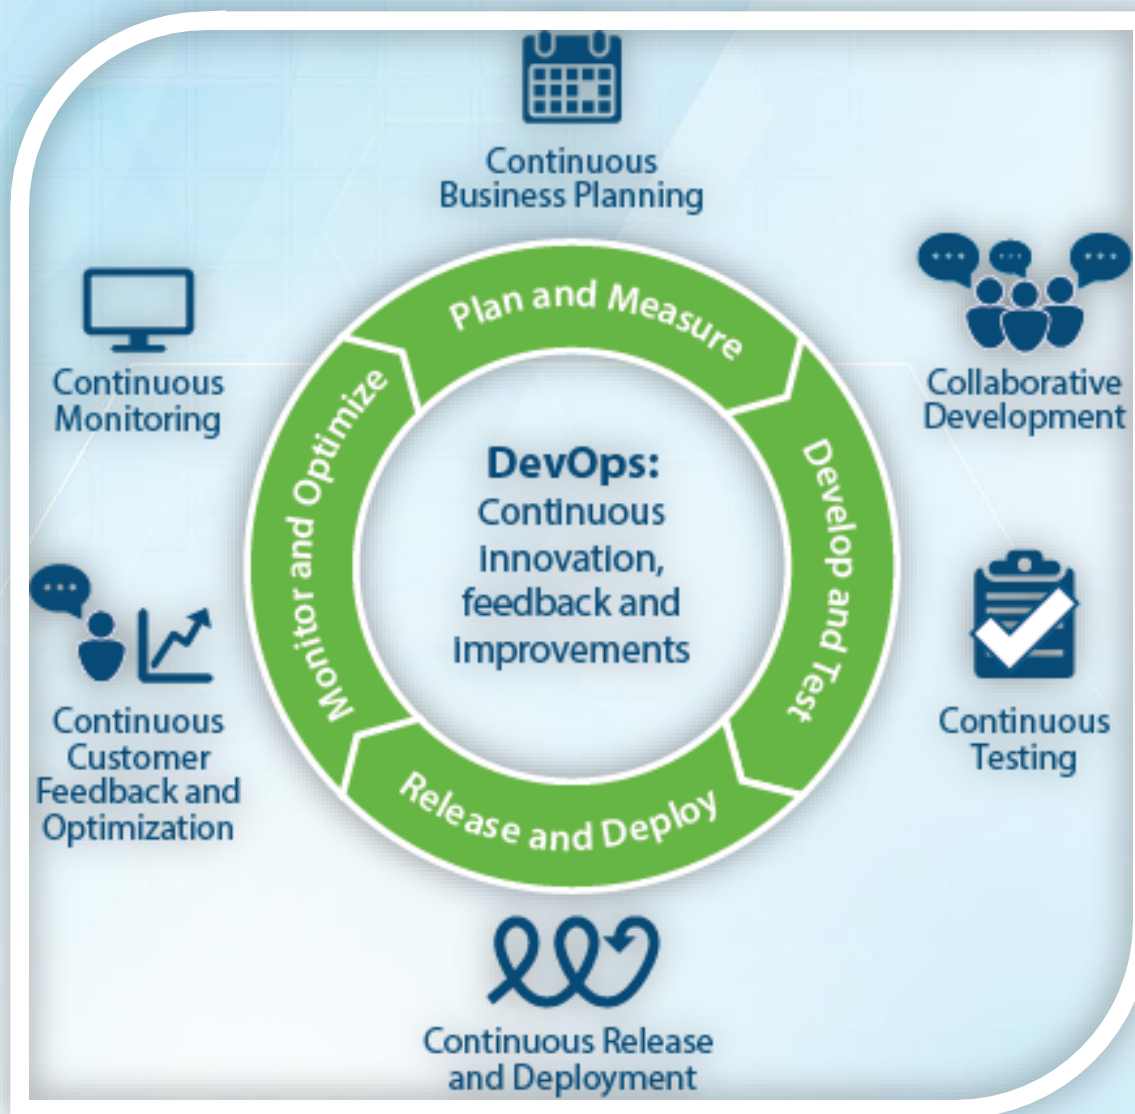 Continuous
Business Planning
Plan and Measure
Collaborative
Development
Continuous
Monitoring
Monitor and Optimize
DevOps:
Continuous
innovation,
feedback and
improvements
Develop and Test
Continuous
Testing
Continuous
Customer
Feedback and
Optimization
Release and Deploy
Continuous Release
and Deployment